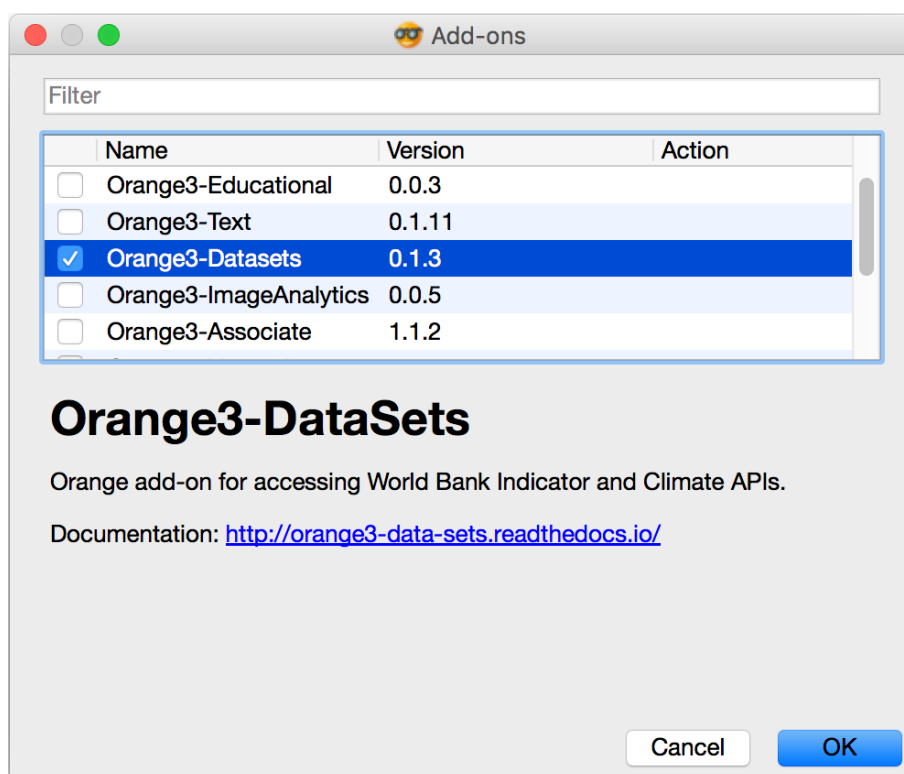 Add-ons
Filter
Name Version Action
Orange3-Educational 0.0.3
Orange3-Text 0.1.11
Orange3-Datasets 0.1.3
Orange3-ImageAnalytics 0.0.5
Orange3-Associate 1.1.2
Orange3-DataSets
Orange add-on for accessing World Bank Indicator and Climate APIs.
Documentation: http://orange3-data-sets.readthedocs.io/
Cancel OK